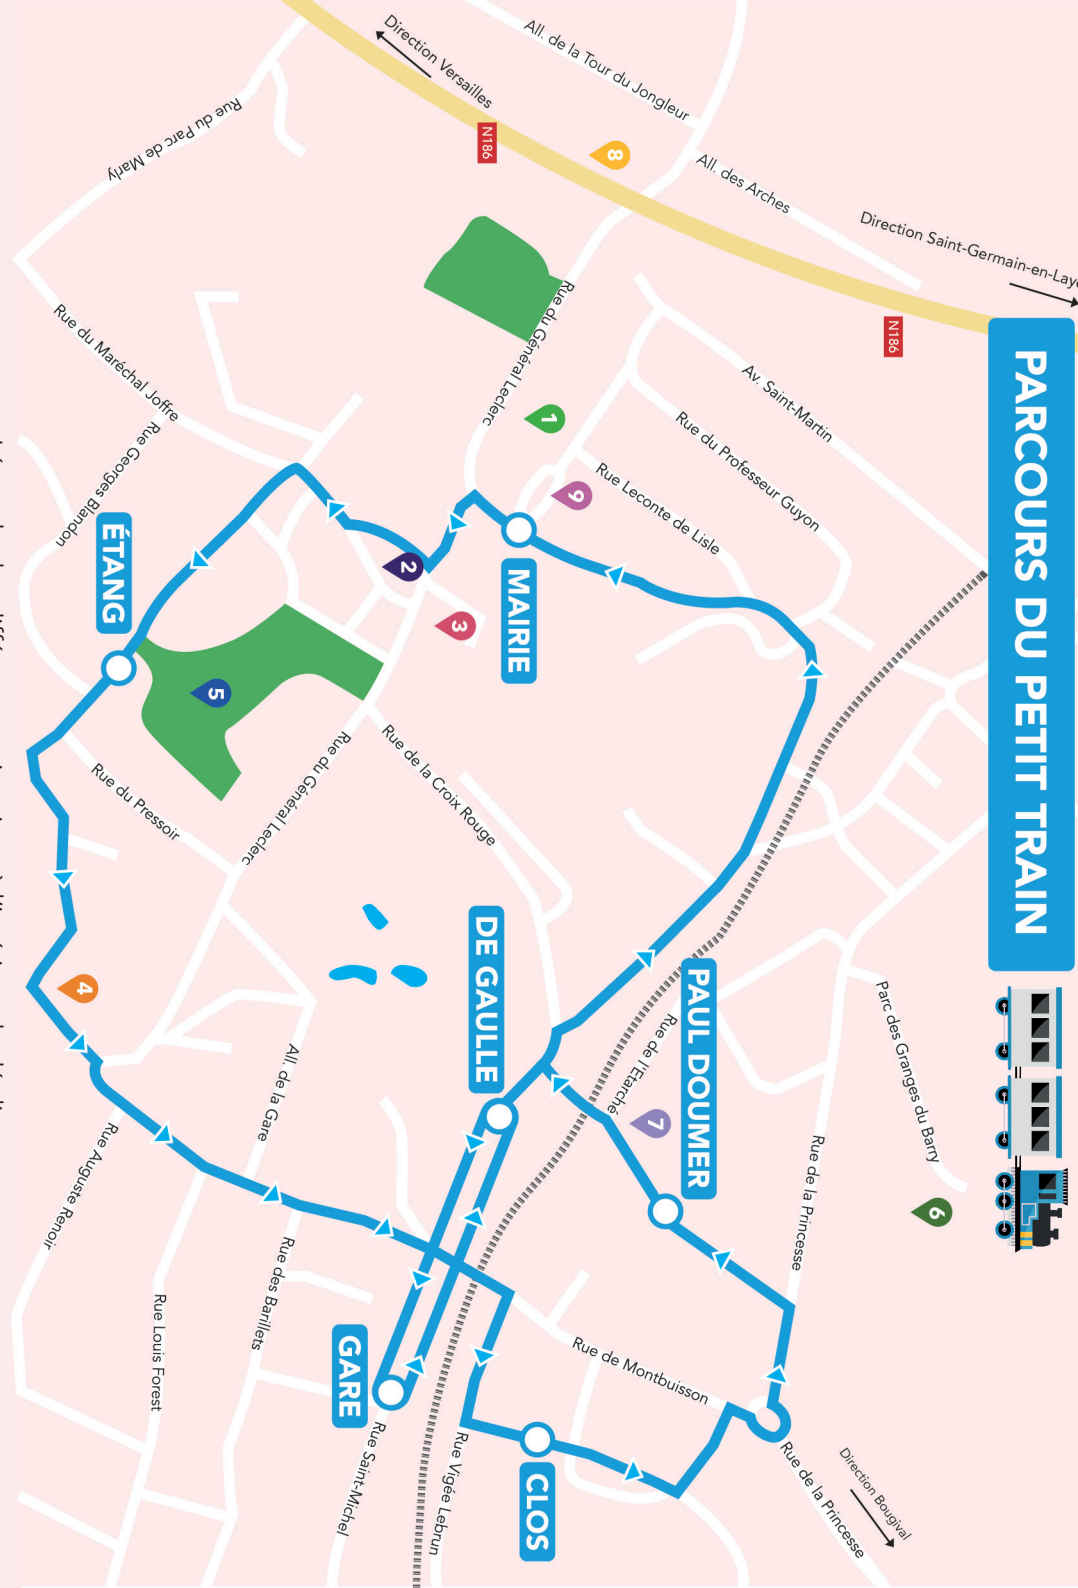 PARCOURS DU PETIT TRAIN
Direction Versailles
All. de la Tour du Jongleur
N186
8
All. des Arches
Direction Saint-Germain-en-Laye
N186
Rue du Parc de Marly
Rue du Général Leclerc
Av. Saint-Martin
Rue du Maréchal Joffre
1
Rue du Professeur Guyon
Rue Georges Blandon
9
Rue Leconte de Lisle
ÉTANG
2
MAIRIE
3
5
Rue du Pressoir
Rue du Général Leclerc
Rue de la Croix Rouge
4
DE GAULLE
PAUL DOUMER
Rue de l'Etarché
7
Parc des Granges du Barry
6
Rue de la Princesse
All. de la Gare
Rue Auguste Renoir
Rue des Barillets
Rue Louis Forest
GARE
Rue Saint-Michel
Rue Vigée Lebrun
CLOS
Rue de Montbuisson
Rue de la Princesse
Direction Bougival